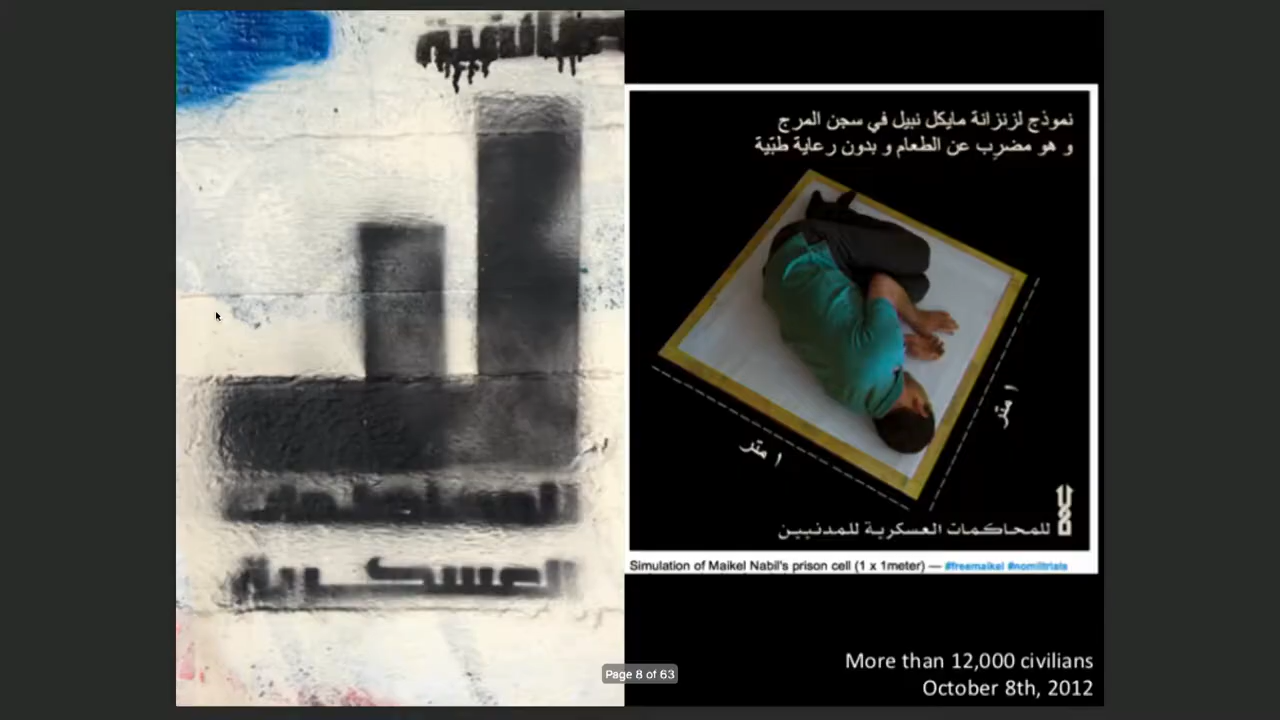 لا
العسكرية
نموذج لزنزانة مايكل نبيل في سجن المرج
و هو مضرب عن الطعام و بدون رعاية طبّية
١ متر
١ متر
لا للمحاكمات العسكرية للمدنيين
Simulation of Maikel Nabil's prison cell (1 x 1meter) — #freemaikel #nomiltrials
More than 12,000 civilians
October 8th, 2012
Page 8 of 63